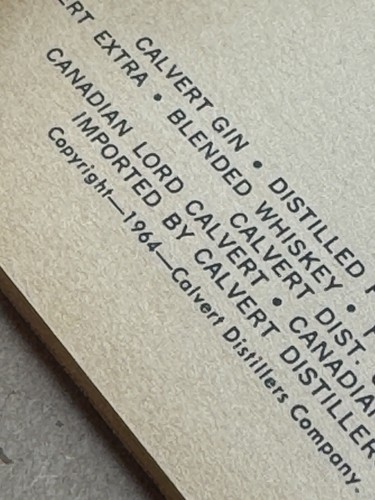 CALVERT GIN • DISTILLED
ERT EXTRA • BLENDED WHISKEY •
CALVERT DIST.
CANADIAN LORD CALVERT • CANADIAN
IMPORTED BY CALVERT DISTILLER
Copyright—1964—Calvert Distillers Company.